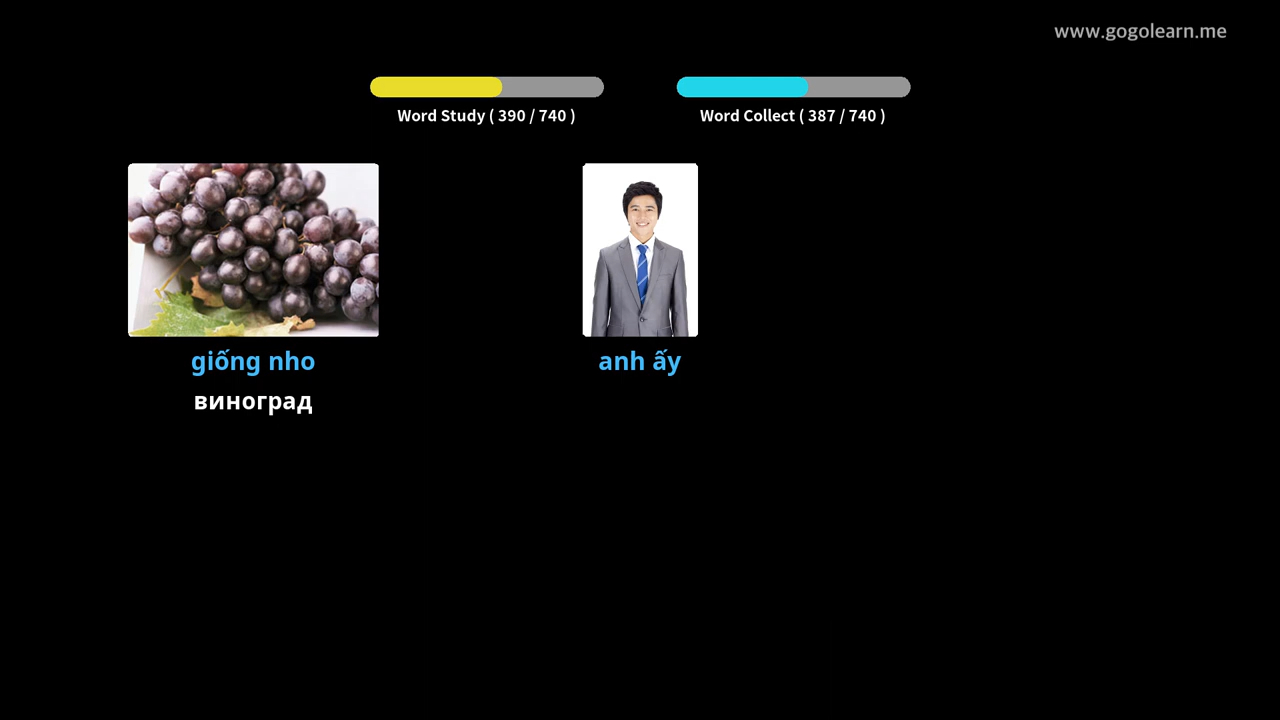 www.gogolearn.me
Word Study ( 390 / 740 )
Word Collect ( 387 / 740 )
giống nho
виноград
anh ấy